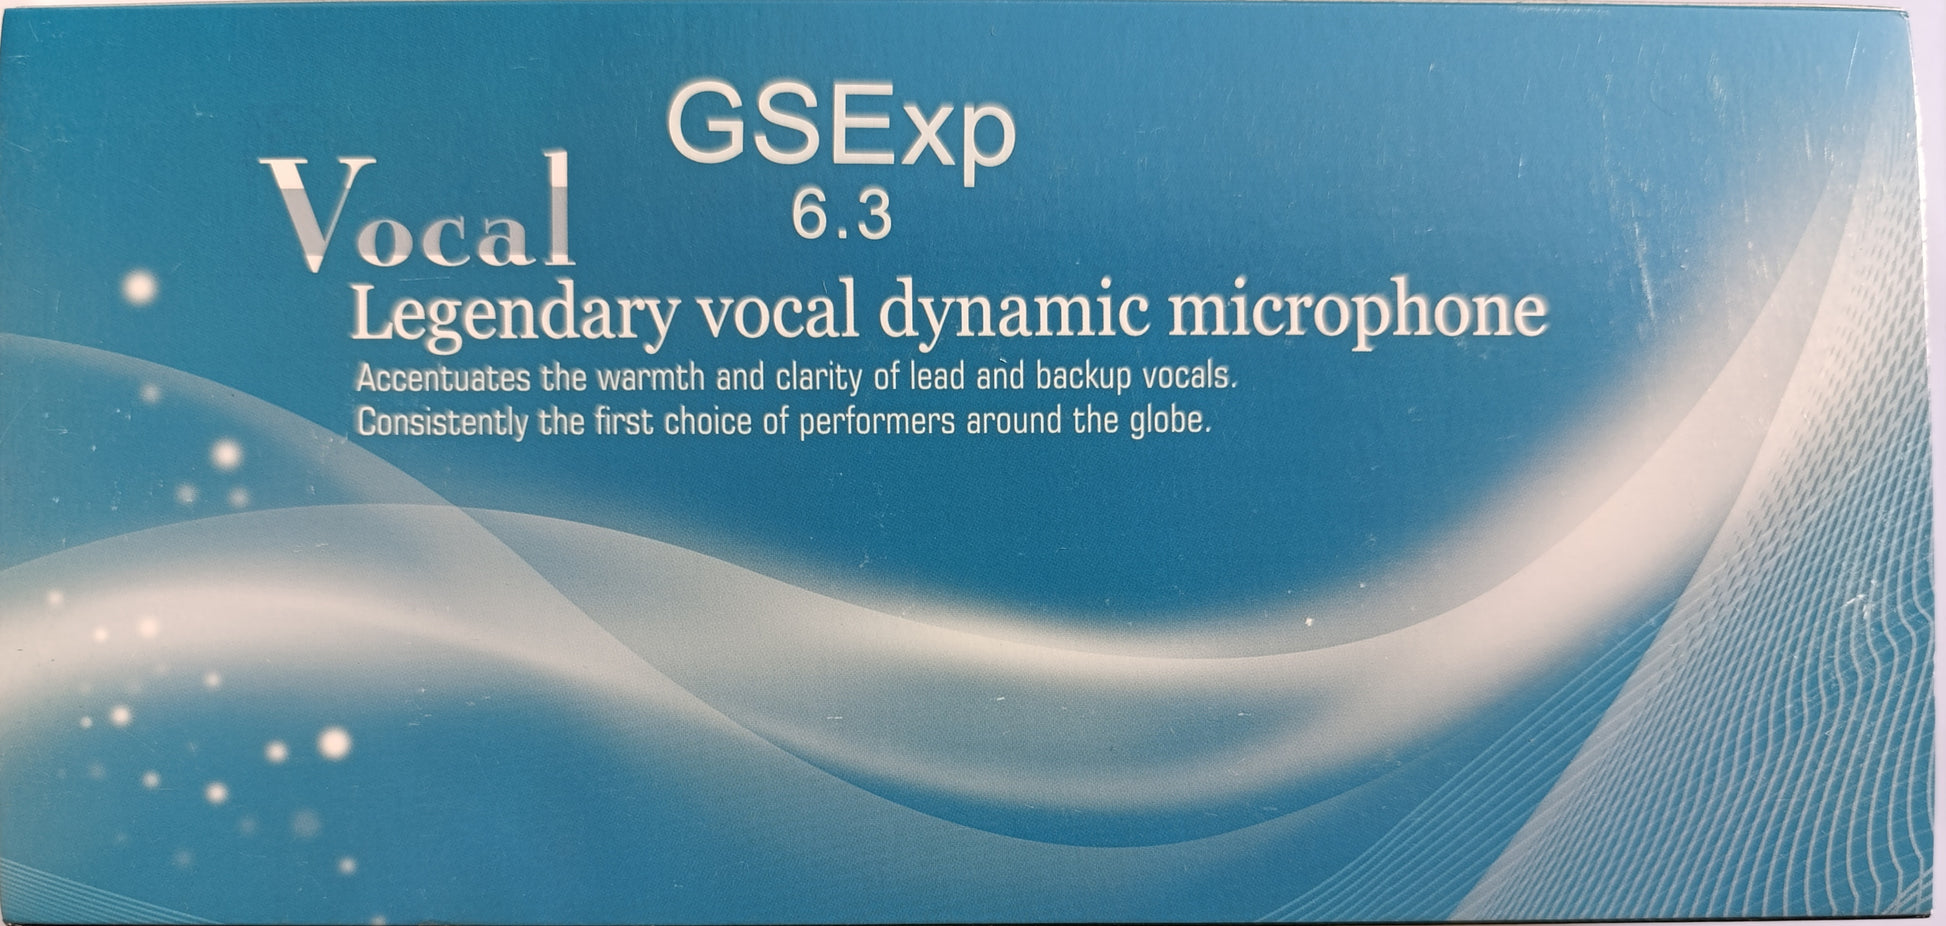 GSExp
6.3
Vocal
Legendary vocal dynamic microphone
Accentuates the warmth and clarity of lead and backup vocals.
Consistently the first choice of performers around the globe.